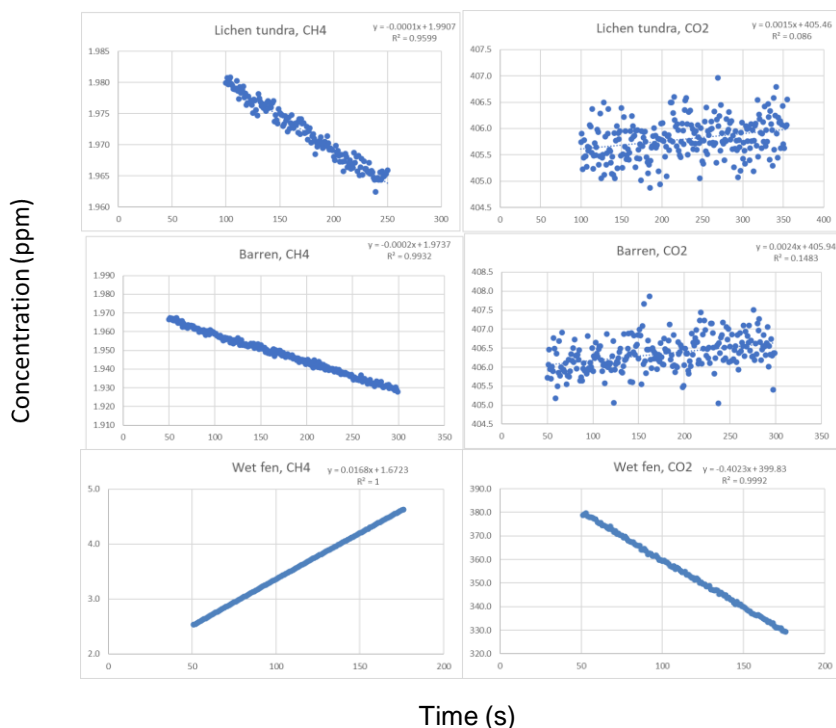 Concentration (ppm)
Lichen tundra, CH4
y = -0.0001x + 1.9907
R² = 0.9599
1.985
1.980
1.975
1.970
1.965
1.960
0 50 100 150 200 250 300
Lichen tundra, CO2
y = 0.0015x + 405.46
R² = 0.086
407.5
407.0
406.5
406.0
405.5
405.0
404.5
0 50 100 150 200 250 300 350 400
Barren, CH4
y = -0.0002x + 1.9737
R² = 0.9932
1.990
1.980
1.970
1.960
1.950
1.940
1.930
1.920
1.910
0 50 100 150 200 250 300 350
Barren, CO2
y = 0.0024x + 405.94
R² = 0.1483
408.5
408.0
407.5
407.0
406.5
406.0
405.5
405.0
404.5
0 50 100 150 200 250 300 350
Wet fen, CH4
y = 0.0168x + 1.6723
R² = 1
5.0
4.0
3.0
2.0
0 50 100 150 200
Wet fen, CO2
y = -0.4023x + 399.83
R² = 0.9992
390.0
380.0
370.0
360.0
350.0
340.0
330.0
320.0
0 50 100 150 200
Time (s)